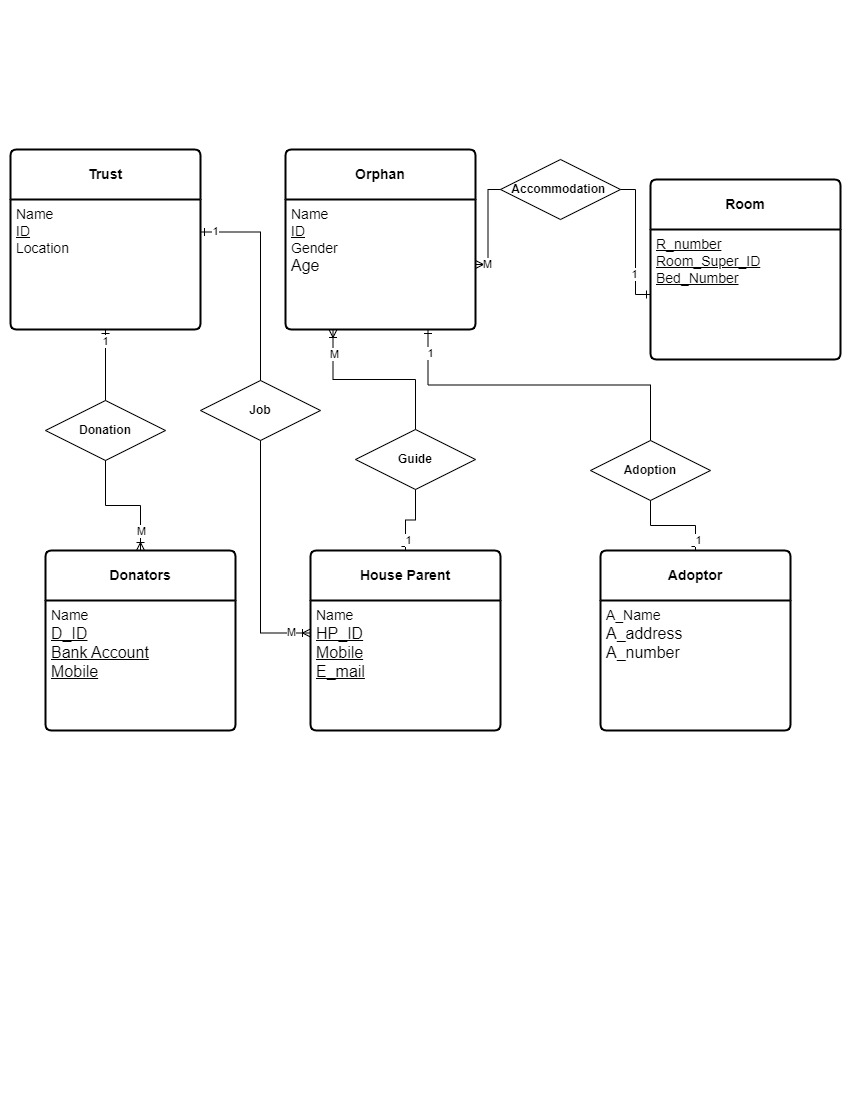 Trust
Name
ID
Location
Orphan
Name
ID
Gender
Age
Accommodation
Room
R_number
Room_Super_ID
Bed_Number
1
M
1
1
M
1
Donation
Job
Guide
Adoption
M
1
1
M
Donators
Name
D_ID
Bank Account
Mobile
House Parent
Name
HP_ID
Mobile
E_mail
Adoptor
A_Name
A_address
A_number